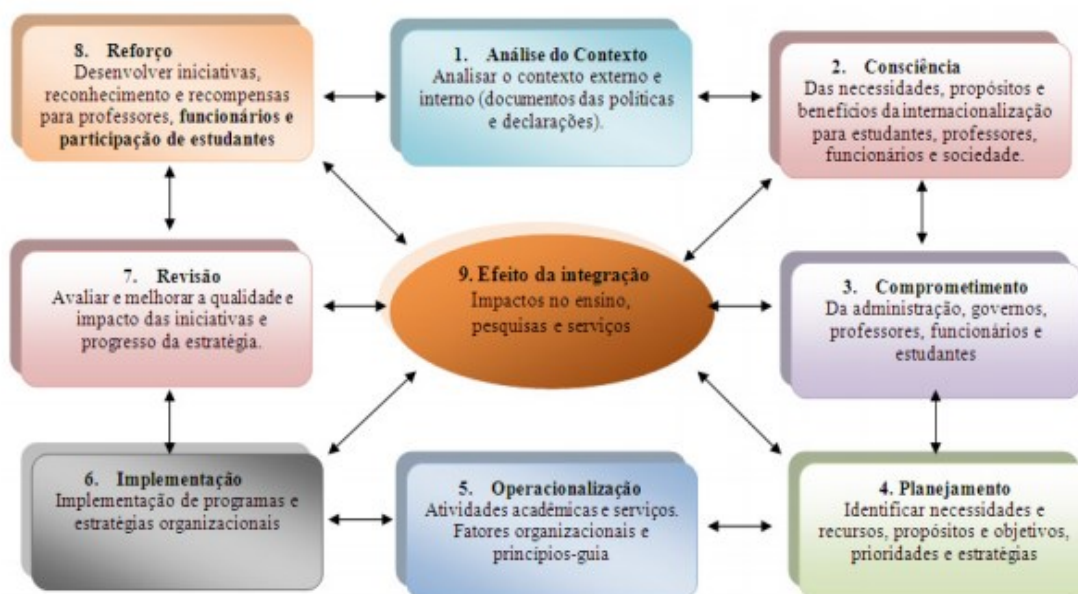 8. Reforço
Desenvolver iniciativas,
reconhecimento e recompensas
para professores, funcionários e
participação de estudantes
1. Análise do Contexto
Analisar o contexto externo e
interno (documentos das políticas
e declarações).
2. Consciência
Das necessidades, propósitos e
benefícios da internacionalização
para estudantes, professores,
funcionários e sociedade.
7. Revisão
Avaliar e melhorar a qualidade e
impacto das iniciativas e
progresso da estratégia.
9. Efeito da integração
Impactos no ensino,
pesquisas e serviços
3. Comprometimento
Da administração, governos,
professores, funcionários e
estudantes
6. Implementação
Implementação de programas e
estratégias organizacionais
5. Operacionalização
Atividades acadêmicas e serviços.
Fatores organizacionais e
princípios-guia
4. Planejamento
Identificar necessidades e
recursos, propósitos e objetivos,
prioridades e estratégias